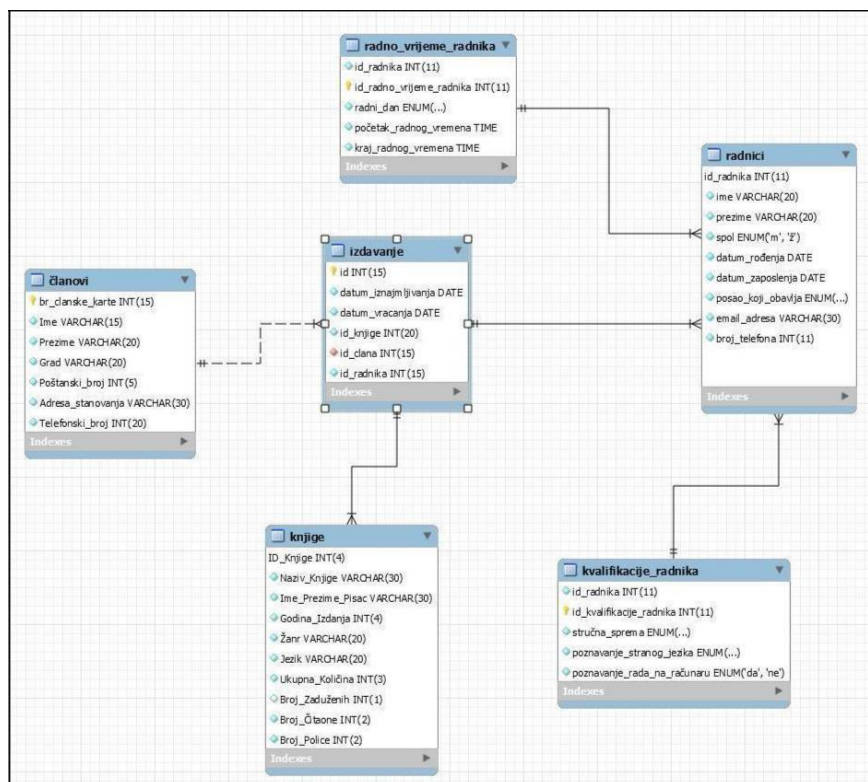 radno_vrijeme_radnika
id_radnika INT(11)
id_radno_vrijeme_radnika INT(11)
radni_dan ENUM(...)
početak_radnog_vremena TIME
kraj_radnog_vremena TIME
Indexes
radnici
id_radnika INT(11)
ime VARCHAR(20)
prezime VARCHAR(20)
spol ENUM('m', 'ž')
datum_rođenja DATE
datum_zaposlenja DATE
posao_koji_obavlja ENUM(...)
email_adresa VARCHAR(30)
broj_telefona INT(11)
Indexes
izdavanje
id INT(15)
datum_iznajmljivanja DATE
datum_vracanja DATE
id_knjige INT(20)
id_clana INT(15)
id_radnika INT(15)
Indexes
članovi
br_clanske_karte INT(15)
Ime VARCHAR(15)
Prezime VARCHAR(20)
Grad VARCHAR(20)
Poštanski_broj INT(5)
Adresa_stanovanja VARCHAR(30)
Telefonski_broj INT(20)
Indexes
knjige
ID_Knjige INT(4)
Naziv_Knjige VARCHAR(30)
Ime_Prezime_Pisac VARCHAR(30)
Godina_Izdanja INT(4)
Žanr VARCHAR(20)
Jezik VARCHAR(20)
Ukupna_Količina INT(3)
Broj_Zaduženih INT(1)
Broj_Čitaone INT(2)
Broj_Police INT(2)
Indexes
kvalifikacije_radnika
id_radnika INT(11)
id_kvalifikacije_radnika INT(11)
stručna_sprema ENUM(...)
poznavanje_stranog_jezika ENUM(...)
poznavanje_rada_na_računaru ENUM('da', 'ne')
Indexes